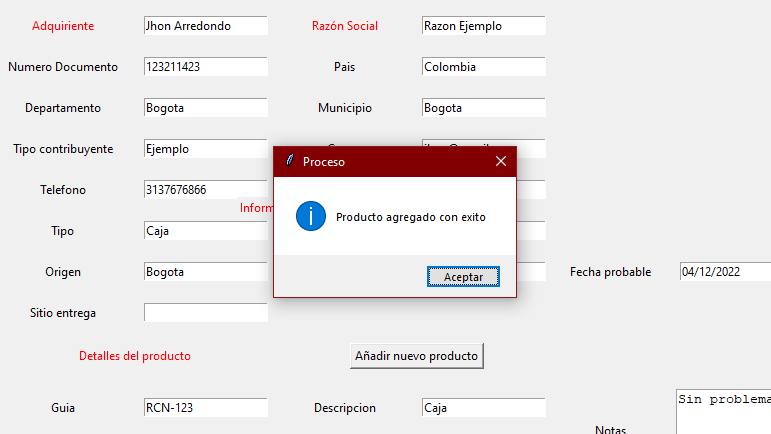 Adquiriente Jhon Arredondo Razón Social Razon Ejemplo
Numero Documento 123211423 Pais Colombia
Departamento Bogota Municipio Bogota
Tipo contribuyente Ejemplo
Proceso
Telefono 3137676866
Inform
Producto agregado con exito
Tipo Caja
Origen Bogota Fecha probable 04/12/2022
Aceptar
Sitio entrega
Detalles del producto Añadir nuevo producto
Guia RCN-123 Descripcion Caja Sin problema
Notas